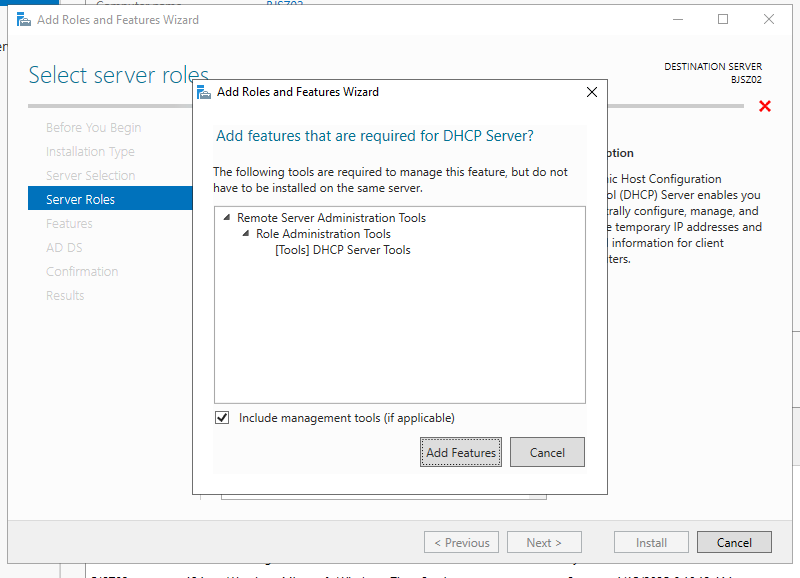 Computer name
BJSZ02
Add Roles and Features Wizard
Select server roles
DESTINATION SERVER
BJSZ02
Before You Begin
Installation Type
Server Selection
Server Roles
Features
AD DS
Confirmation
Results
Add Roles and Features Wizard
Add features that are required for DHCP Server?
The following tools are required to manage this feature, but do not
have to be installed on the same server.
Remote Server Administration Tools
Role Administration Tools
[Tools] DHCP Server Tools
Include management tools (if applicable)
Add Features
Cancel
ption
ic Host Configuration
ol (DHCP) Server enables you
rally configure, manage, and
e temporary IP addresses and
information for client
ters.
< Previous
Next >
Install
Cancel